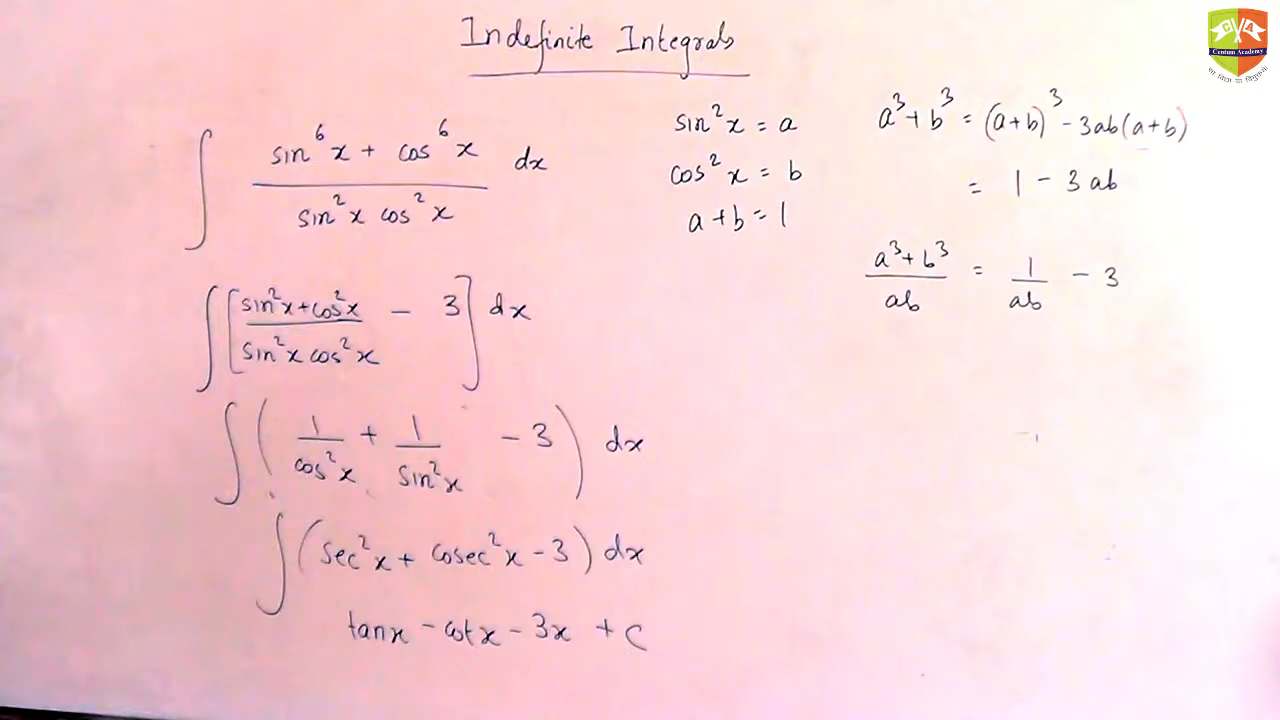 Indefinite Integrals
∫ (sin⁶x + cos⁶x) / (sin²x cos²x) dx
∫ [ (sin²x + cos²x) / (sin²x cos²x) − 3 ] dx
∫ ( 1/cos²x + 1/sin²x − 3 ) dx
∫ ( sec²x + cosec²x − 3 ) dx
tanx − cotx − 3x + c
sin²x = a
cos²x = b
a + b = 1
a³ + b³ = (a+b)³ − 3ab(a+b)
= 1 − 3ab
(a³ + b³) / ab = 1/ab − 3
C A
Centum Academy